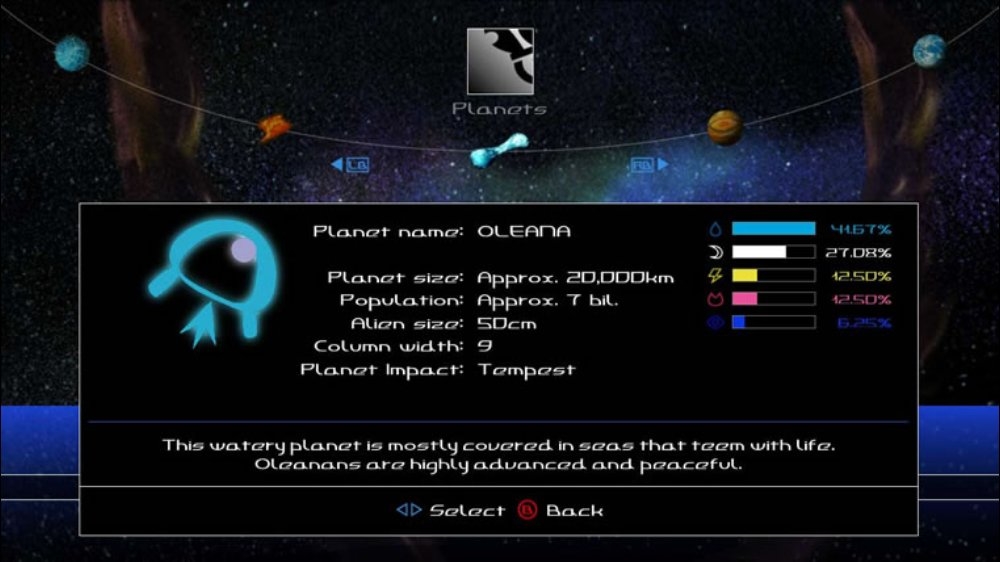 Planets
LB
RB
Planet name: OLEANA
Planet size: Approx. 20,000km
Population: Approx. 7 bil.
Alien size: 50cm
Column width: 9
Planet Impact: Tempest
41.67%
27.08%
12.50%
12.50%
6.25%
This watery planet is mostly covered in seas that teem with life.
Oleanans are highly advanced and peaceful.
Select B Back